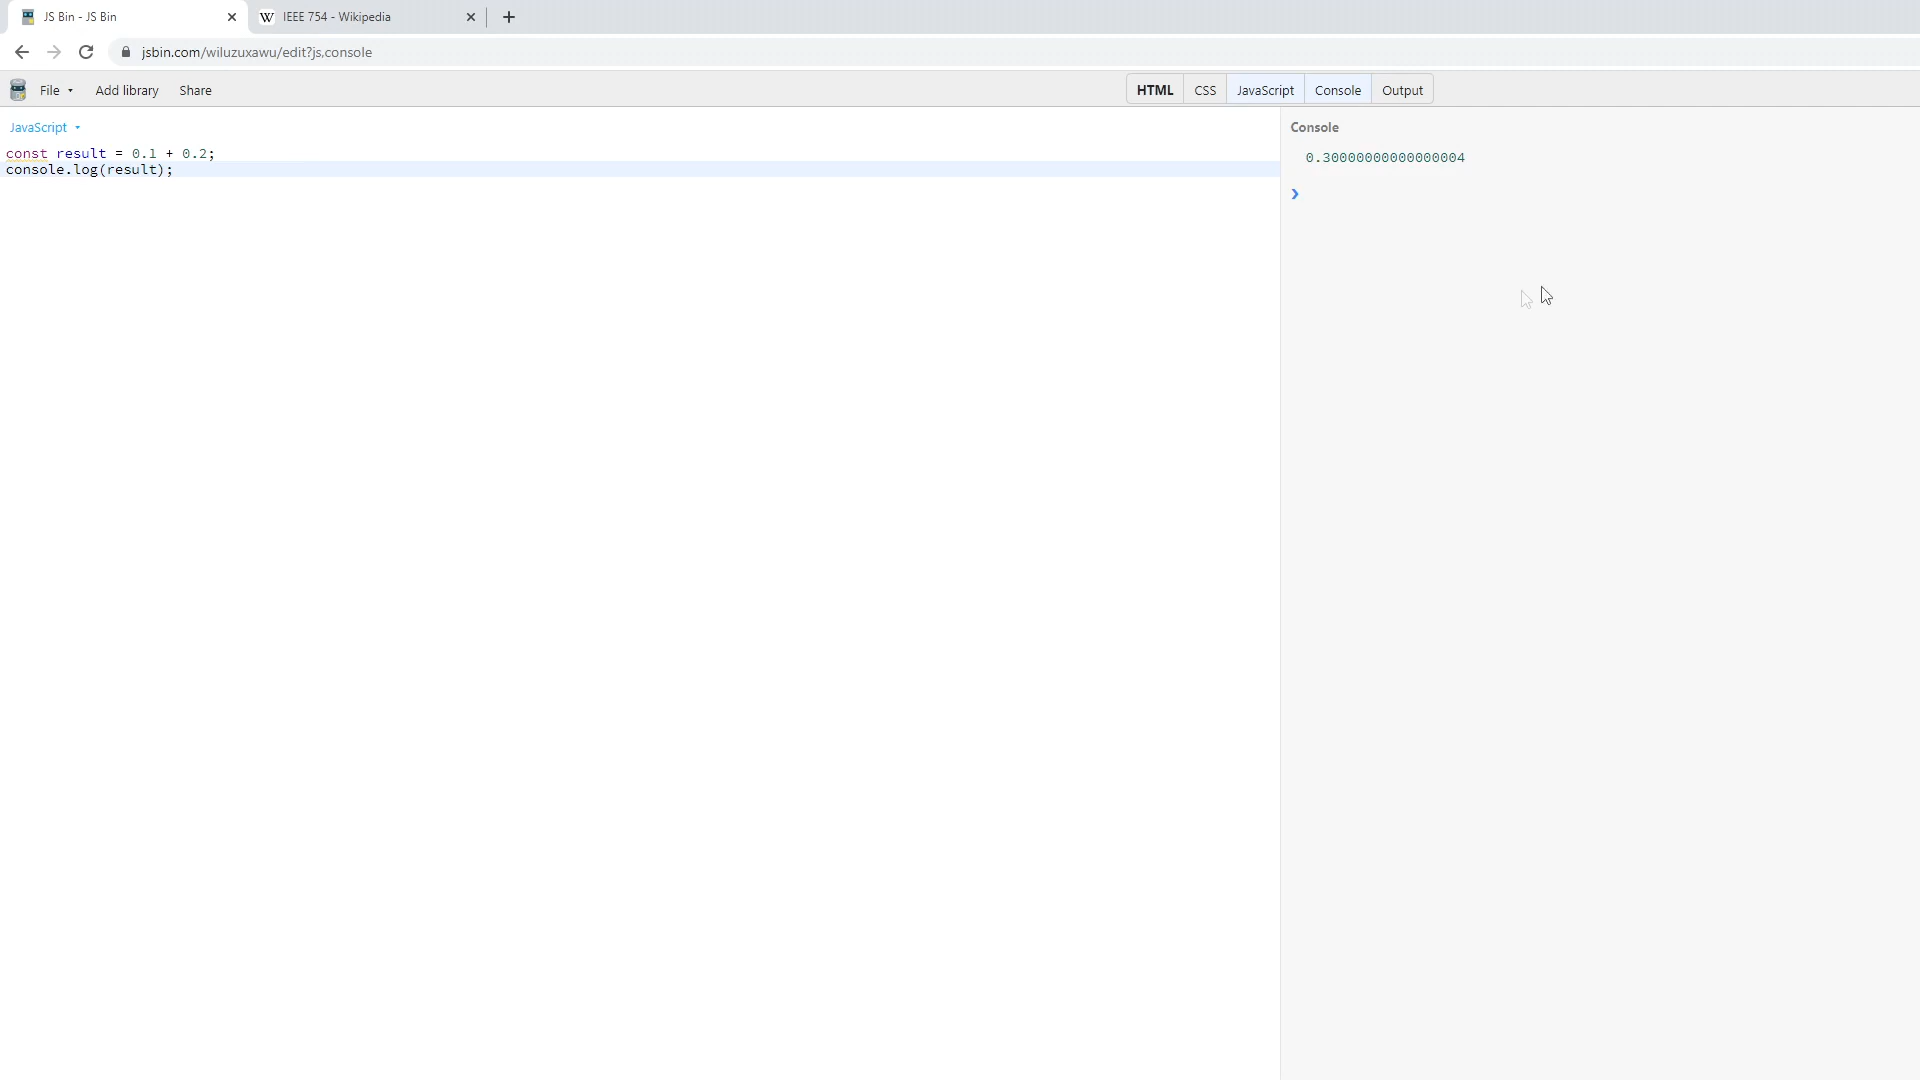 JS Bin - JS Bin
W IEEE 754 - Wikipedia
jsbin.com/wiluzuxawu/edit?js,console
File Add library Share HTML CSS JavaScript Console Output
JavaScript
const result = 0.1 + 0.2;
console.log(result);
Console
0.30000000000000004